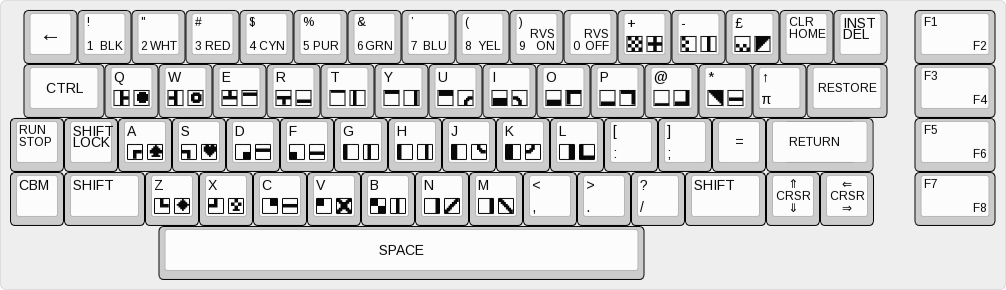 ← ! 1 BLK " 2 WHT # 3 RED $ 4 CYN % 5 PUR & 6 GRN ' 7 BLU ( 8 YEL ) 9 RVS ON 0 RVS OFF + - £ CLR HOME INST DEL F1 F2
CTRL Q W E R T Y U I O P @ * ↑ π RESTORE F3 F4
RUN STOP SHIFT LOCK A S D F G H J K L [ : ] ; = RETURN F5 F6
CBM SHIFT Z X C V B N M < , > . ? / SHIFT ⇑ CRSR ⇓ ⇐ CRSR ⇒ F7 F8
SPACE